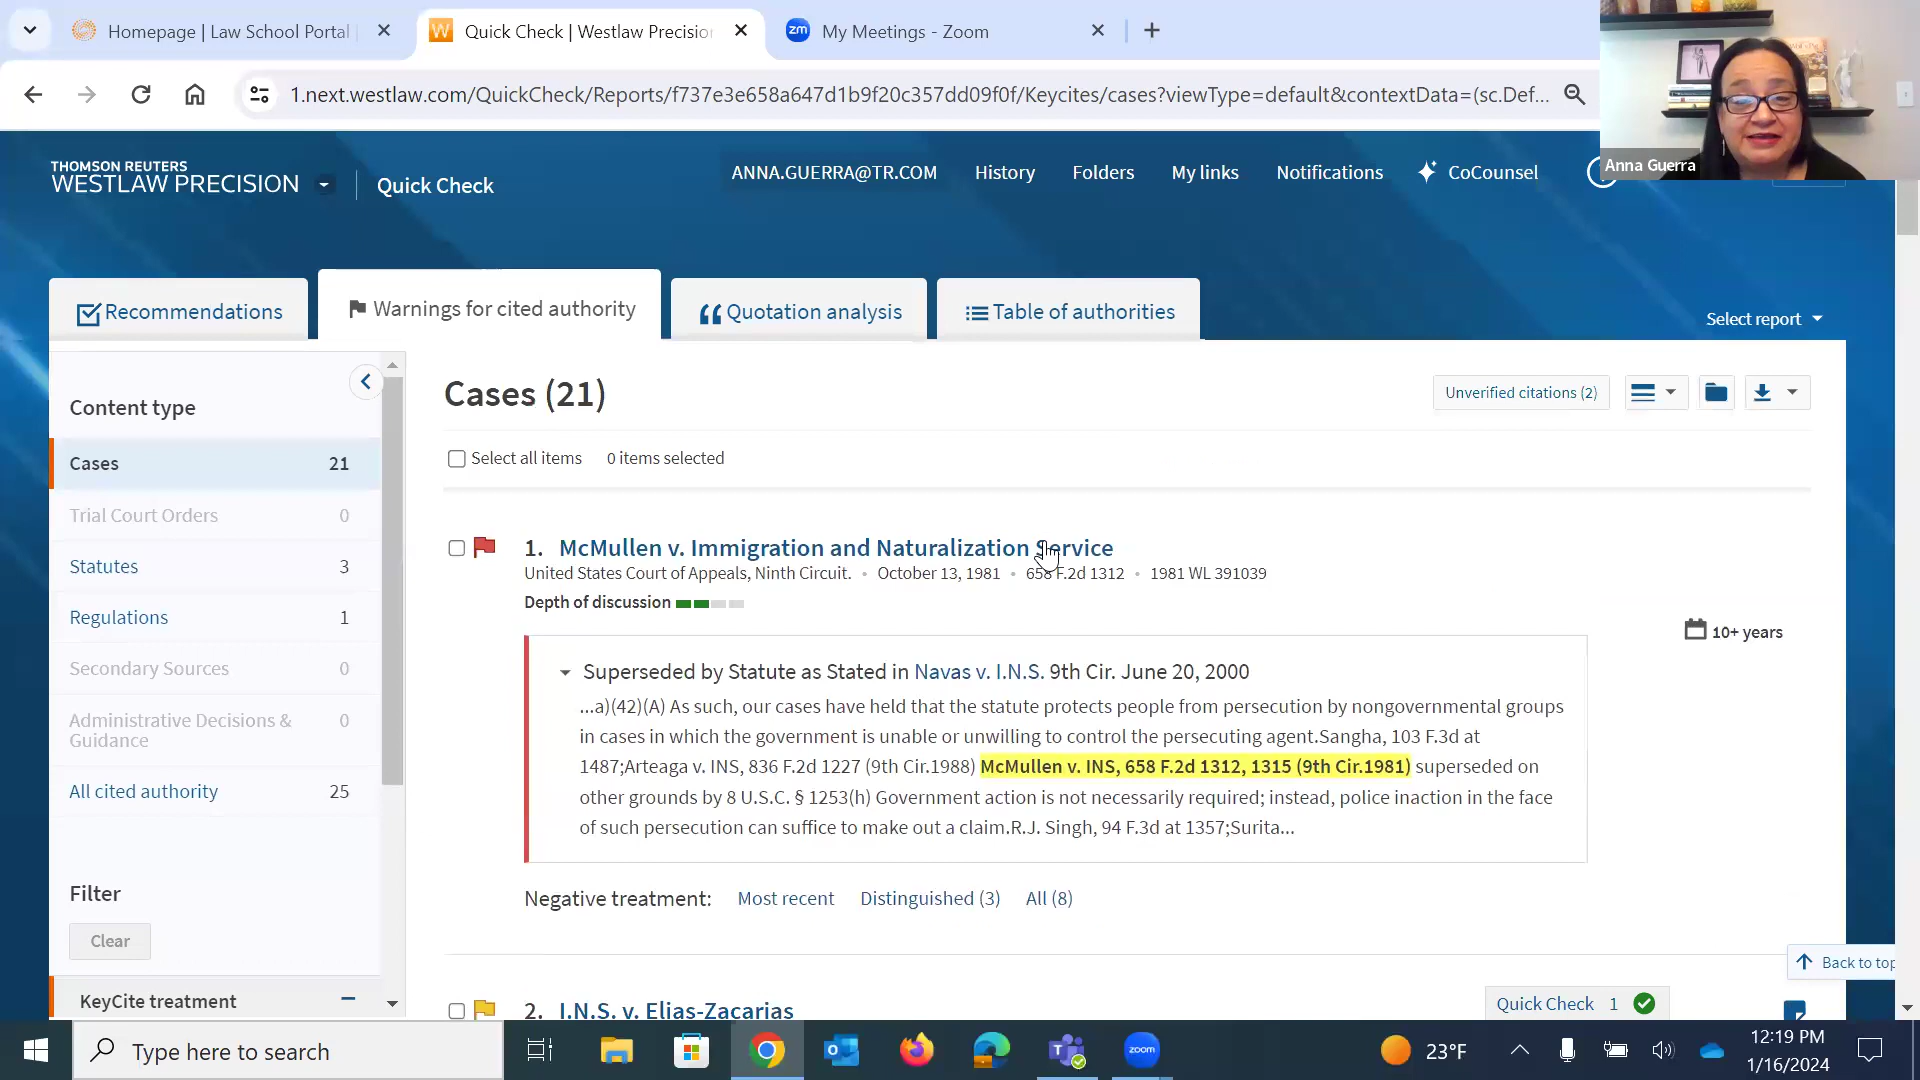 Homepage | Law School Portal
Quick Check | Westlaw Precisio
zm
My Meetings - Zoom
1.next.westlaw.com/QuickCheck/Reports/f737e3e658a647d1b9f20c357dd09f0f/Keycites/cases?viewType=default&contextData=(sc.Def...
Anna Guerra
THOMSON REUTERS
WESTLAW PRECISION
Quick Check
ANNA.GUERRA@TR.COM
History
Folders
My links
Notifications
CoCounsel
Recommendations
Warnings for cited authority
Quotation analysis
Table of authorities
Select report
Content type
Cases 21
Trial Court Orders 0
Statutes 3
Regulations 1
Secondary Sources 0
Administrative Decisions & 0
Guidance
All cited authority 25
Filter
Clear
KeyCite treatment
Cases (21)
Unverified citations (2)
Select all items 0 items selected
1. McMullen v. Immigration and Naturalization Service
United States Court of Appeals, Ninth Circuit. • October 13, 1981 • 658 F.2d 1312 • 1981 WL 391039
Depth of discussion
10+ years
Superseded by Statute as Stated in Navas v. I.N.S. 9th Cir. June 20, 2000
...a)(42)(A) As such, our cases have held that the statute protects people from persecution by nongovernmental groups
in cases in which the government is unable or unwilling to control the persecuting agent.Sangha, 103 F.3d at
1487;Arteaga v. INS, 836 F.2d 1227 (9th Cir.1988) McMullen v. INS, 658 F.2d 1312, 1315 (9th Cir.1981) superseded on
other grounds by 8 U.S.C. § 1253(h) Government action is not necessarily required; instead, police inaction in the face
of such persecution can suffice to make out a claim.R.J. Singh, 94 F.3d at 1357;Surita...
Negative treatment: Most recent Distinguished (3) All (8)
Back to top
2. I.N.S. v. Elias-Zacarias
Quick Check 1
Type here to search
zoom
23°F
12:19 PM
1/16/2024